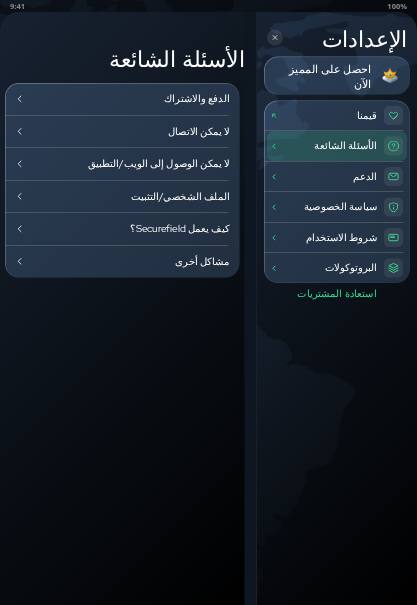 9:41
100%
الإعدادات
احصل على المميز
الآن
قيمنا
الأسئلة الشائعة
الدعم
سياسة الخصوصية
شروط الاستخدام
البروتوكولات
استعادة المشتريات
الأسئلة الشائعة
الدفع والاشتراك
لا يمكن الاتصال
لا يمكن الوصول إلى الويب/التطبيق
الملف الشخصي/التثبيت
كيف يعمل Securefield؟
مشاكل أخرى